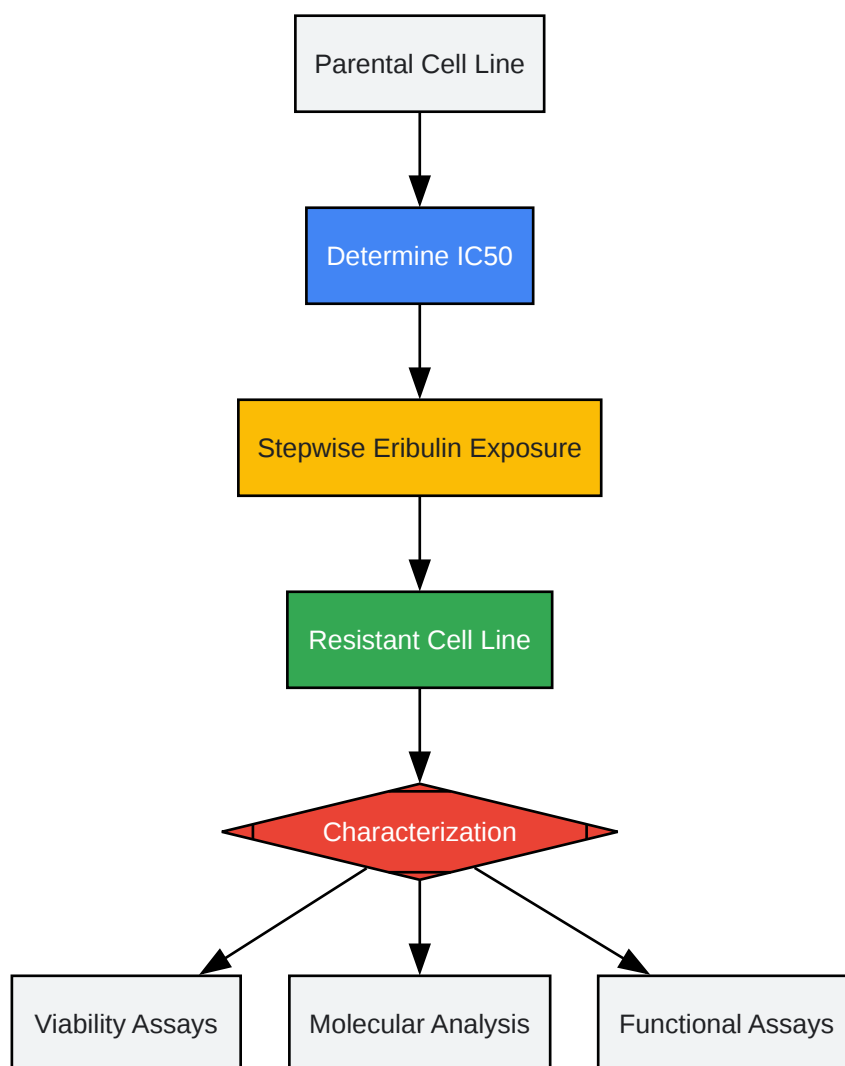 Parental Cell Line
Determine IC50
Stepwise Eribulin Exposure
Resistant Cell Line
Characterization
Viability Assays
Molecular Analysis
Functional Assays